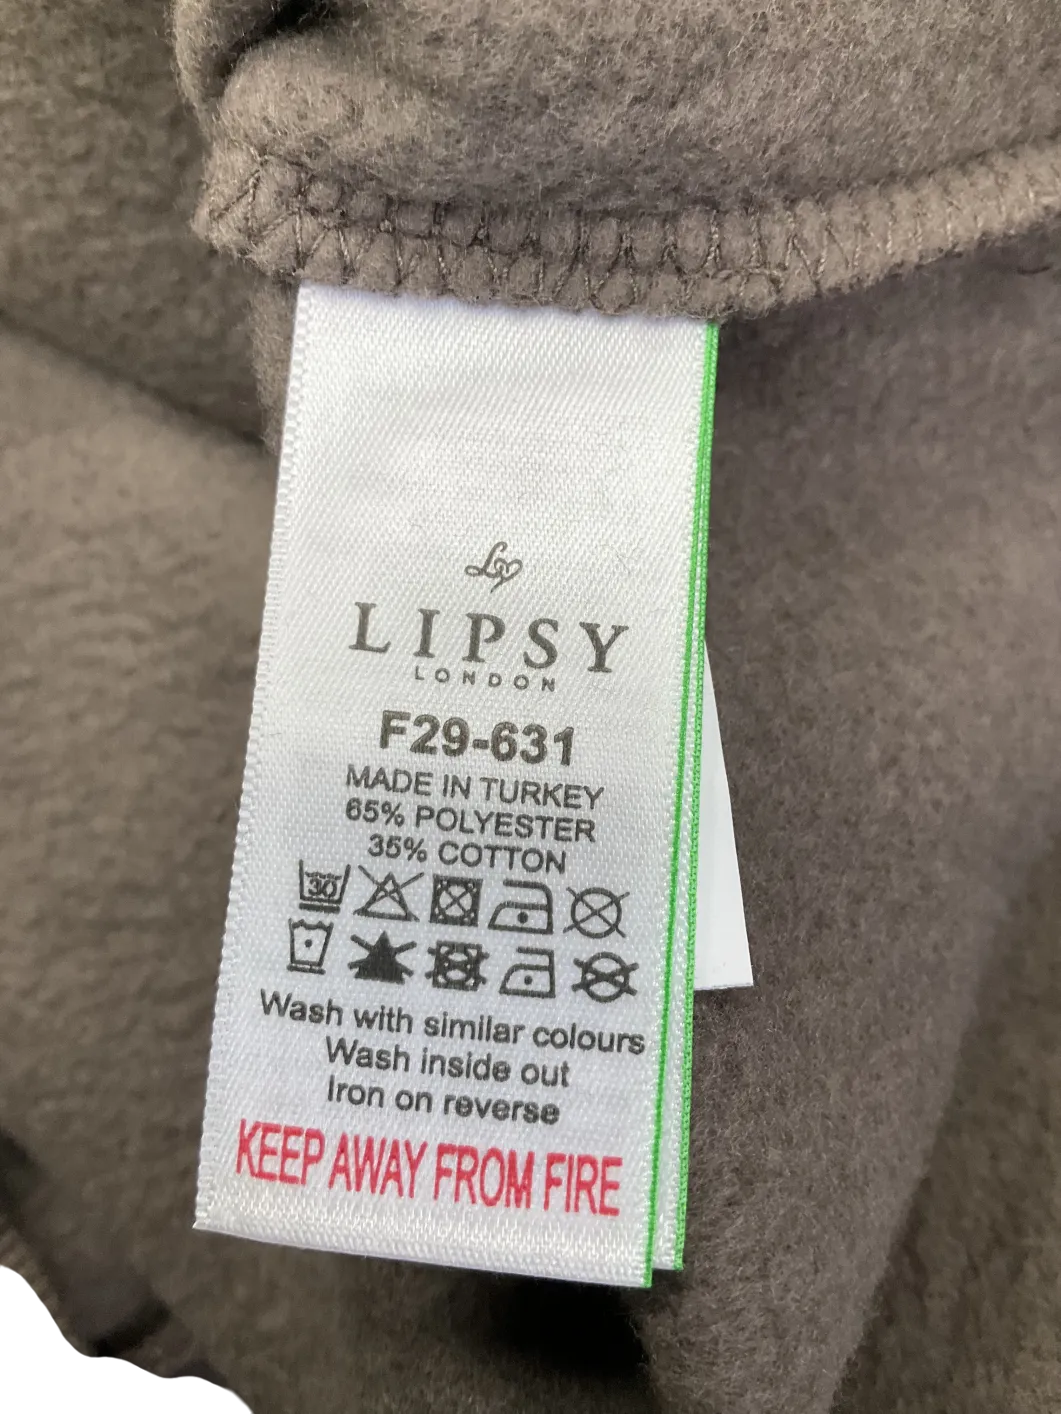 LIPSY
LONDON
F29-631
MADE IN TURKEY
65% POLYESTER
35% COTTON
30
Wash with similar colours
Wash inside out
Iron on reverse
KEEP AWAY FROM FIRE